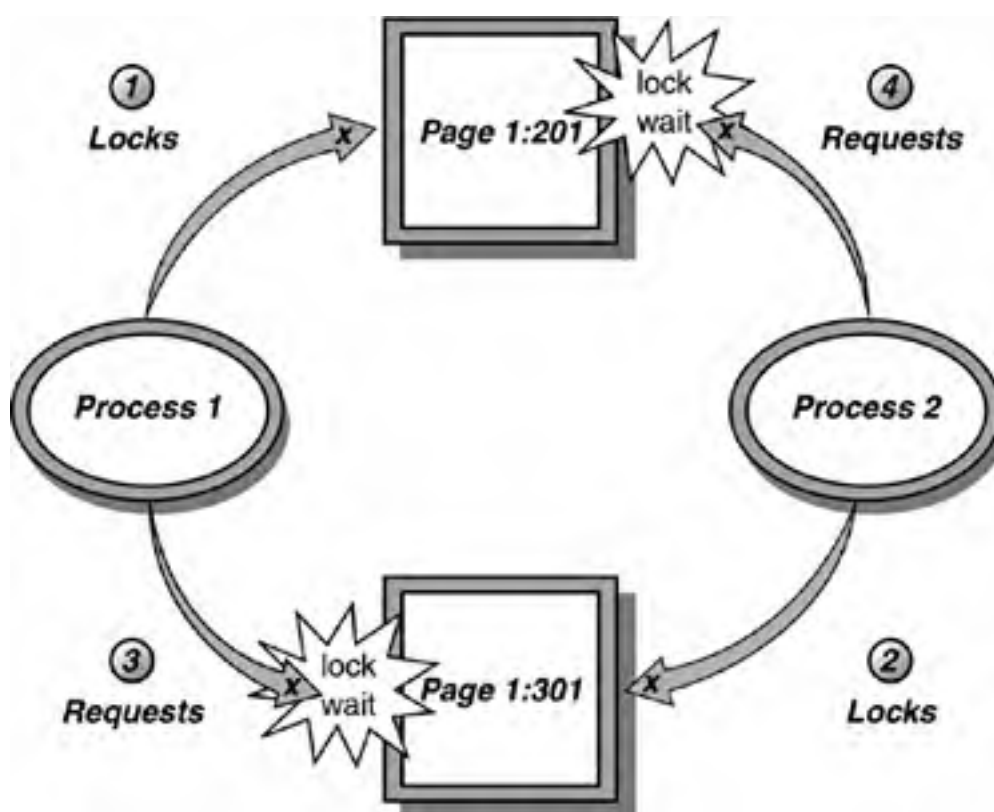 1
Locks
x
Page 1:201
lock
wait
x
4
Requests
Process 1
Process 2
3
Requests
x
lock
wait
Page 1:301
x
2
Locks